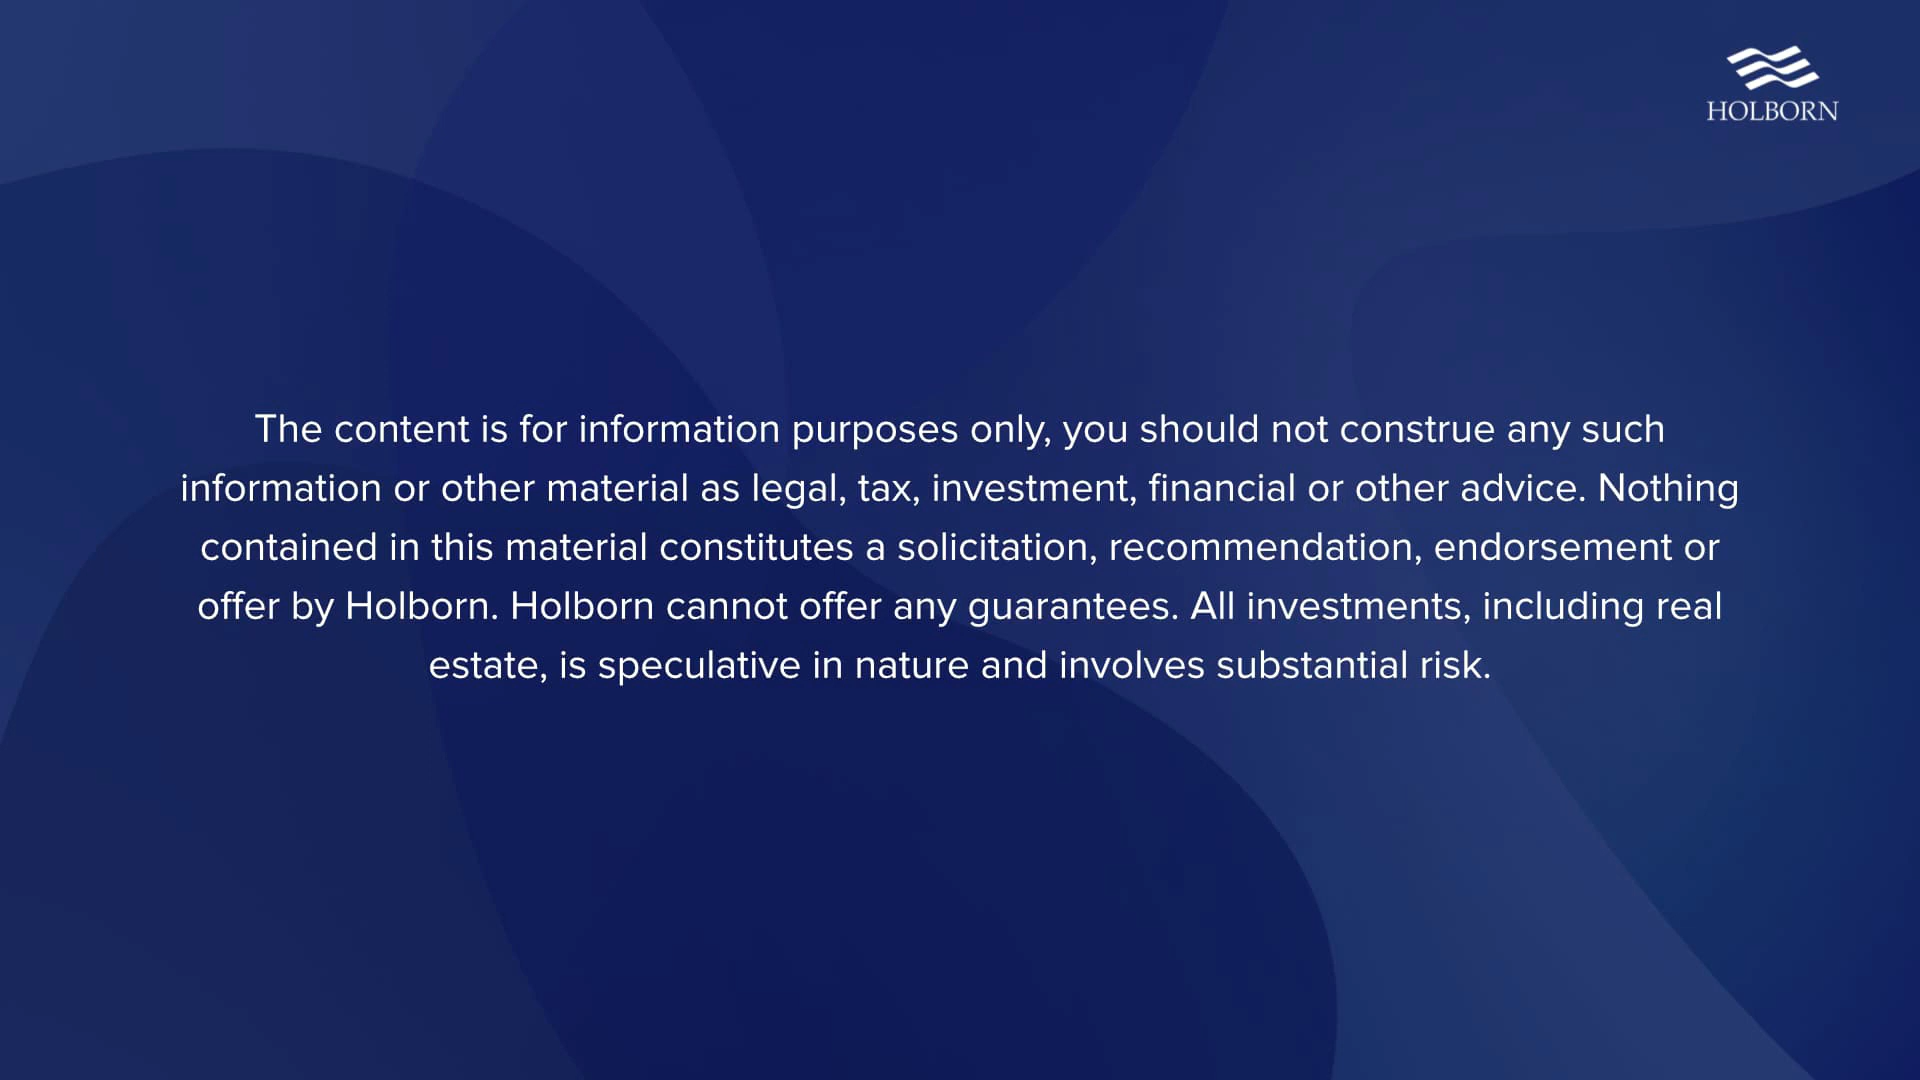 HOLBORN
The content is for information purposes only, you should not construe any such
information or other material as legal, tax, investment, financial or other advice. Nothing
contained in this material constitutes a solicitation, recommendation, endorsement or
offer by Holborn. Holborn cannot offer any guarantees. All investments, including real
estate, is speculative in nature and involves substantial risk.